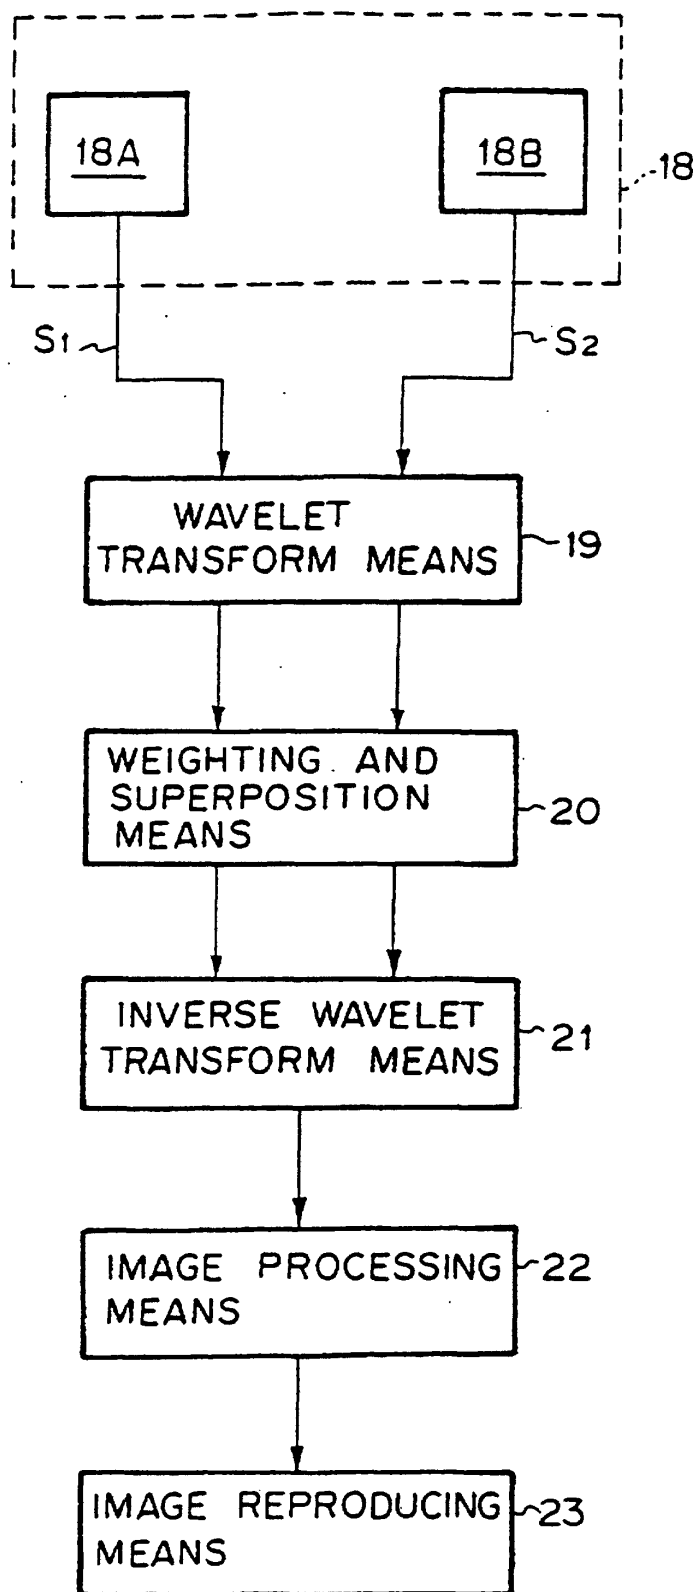 18A
18B
18
S1
S2
WAVELET
TRANSFORM MEANS
19
WEIGHTING AND
SUPERPOSITION
MEANS
20
INVERSE WAVELET
TRANSFORM MEANS
21
IMAGE PROCESSING
MEANS
22
IMAGE REPRODUCING
MEANS
23